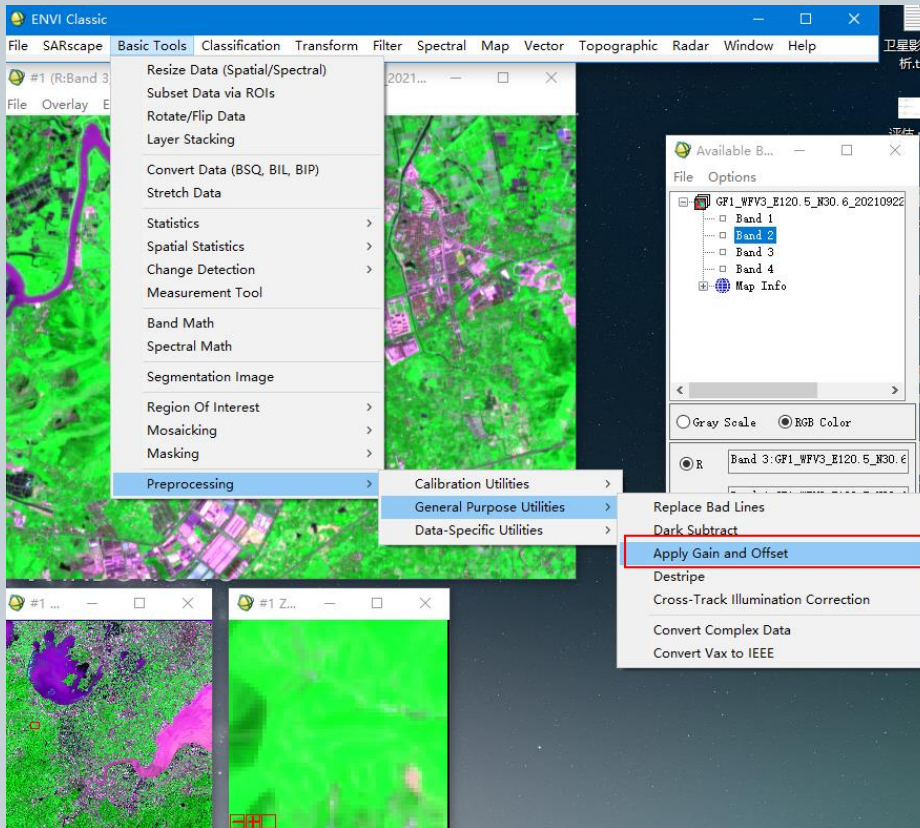 ENVI Classic
File SARscape Basic Tools Classification Transform Filter Spectral Map Vector Topographic Radar Window Help
卫星影
析.t
#1 (R:Band 3
2021...
File Overlay
Resize Data (Spatial/Spectral)
Subset Data via ROIs
Rotate/Flip Data
Layer Stacking
Convert Data (BSQ, BIL, BIP)
Stretch Data
Statistics
Spatial Statistics
Change Detection
Measurement Tool
Band Math
Spectral Math
Segmentation Image
Region Of Interest
Mosaicking
Masking
Preprocessing
Calibration Utilities
General Purpose Utilities
Data-Specific Utilities
Replace Bad Lines
Dark Subtract
Apply Gain and Offset
Destripe
Cross-Track Illumination Correction
Convert Complex Data
Convert Vax to IEEE
Available B...
File Options
GF1_WFV3_E120.5_N30.6_20210922
Band 1
Band 2
Band 3
Band 4
Map Info
Gray Scale RGB Color
R Band 3:GF1_WFV3_E120.5_N30.6
#1 ...
#1 Z...